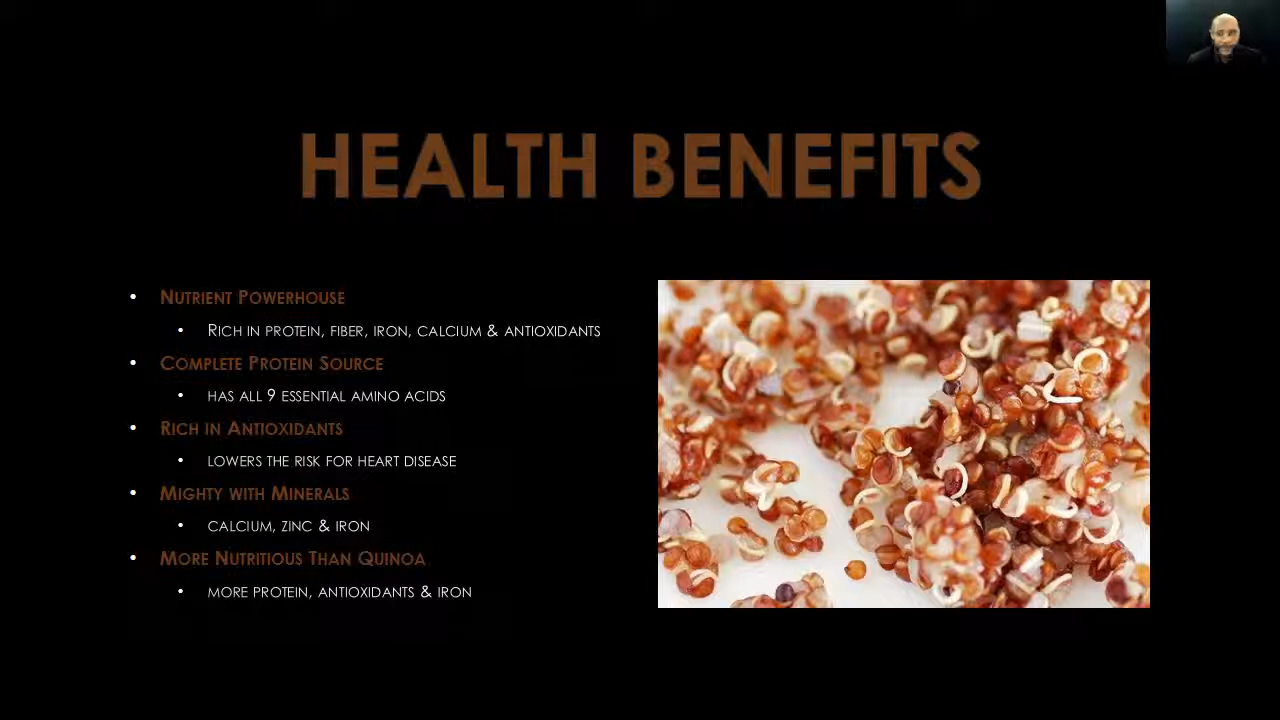 HEALTH BENEFITS
• Nutrient Powerhouse
• Rich in protein, fiber, iron, calcium & antioxidants
• Complete Protein Source
• has all 9 essential amino acids
• Rich in Antioxidants
• lowers the risk for heart disease
• Mighty with Minerals
• calcium, zinc & iron
• More Nutritious Than Quinoa
• more protein, antioxidants & iron